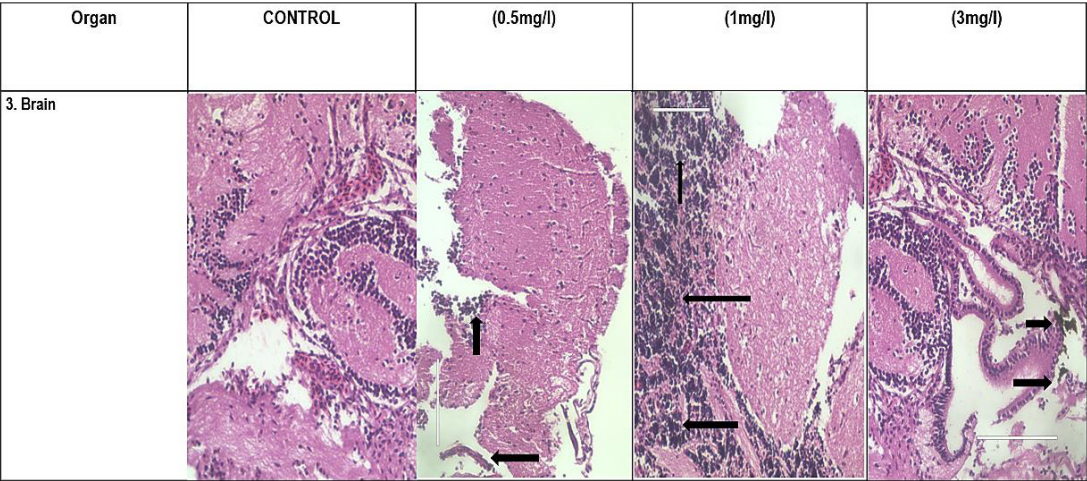 Organ
CONTROL
(0.5mg/l)
(1mg/l)
(3mg/l)
3. Brain